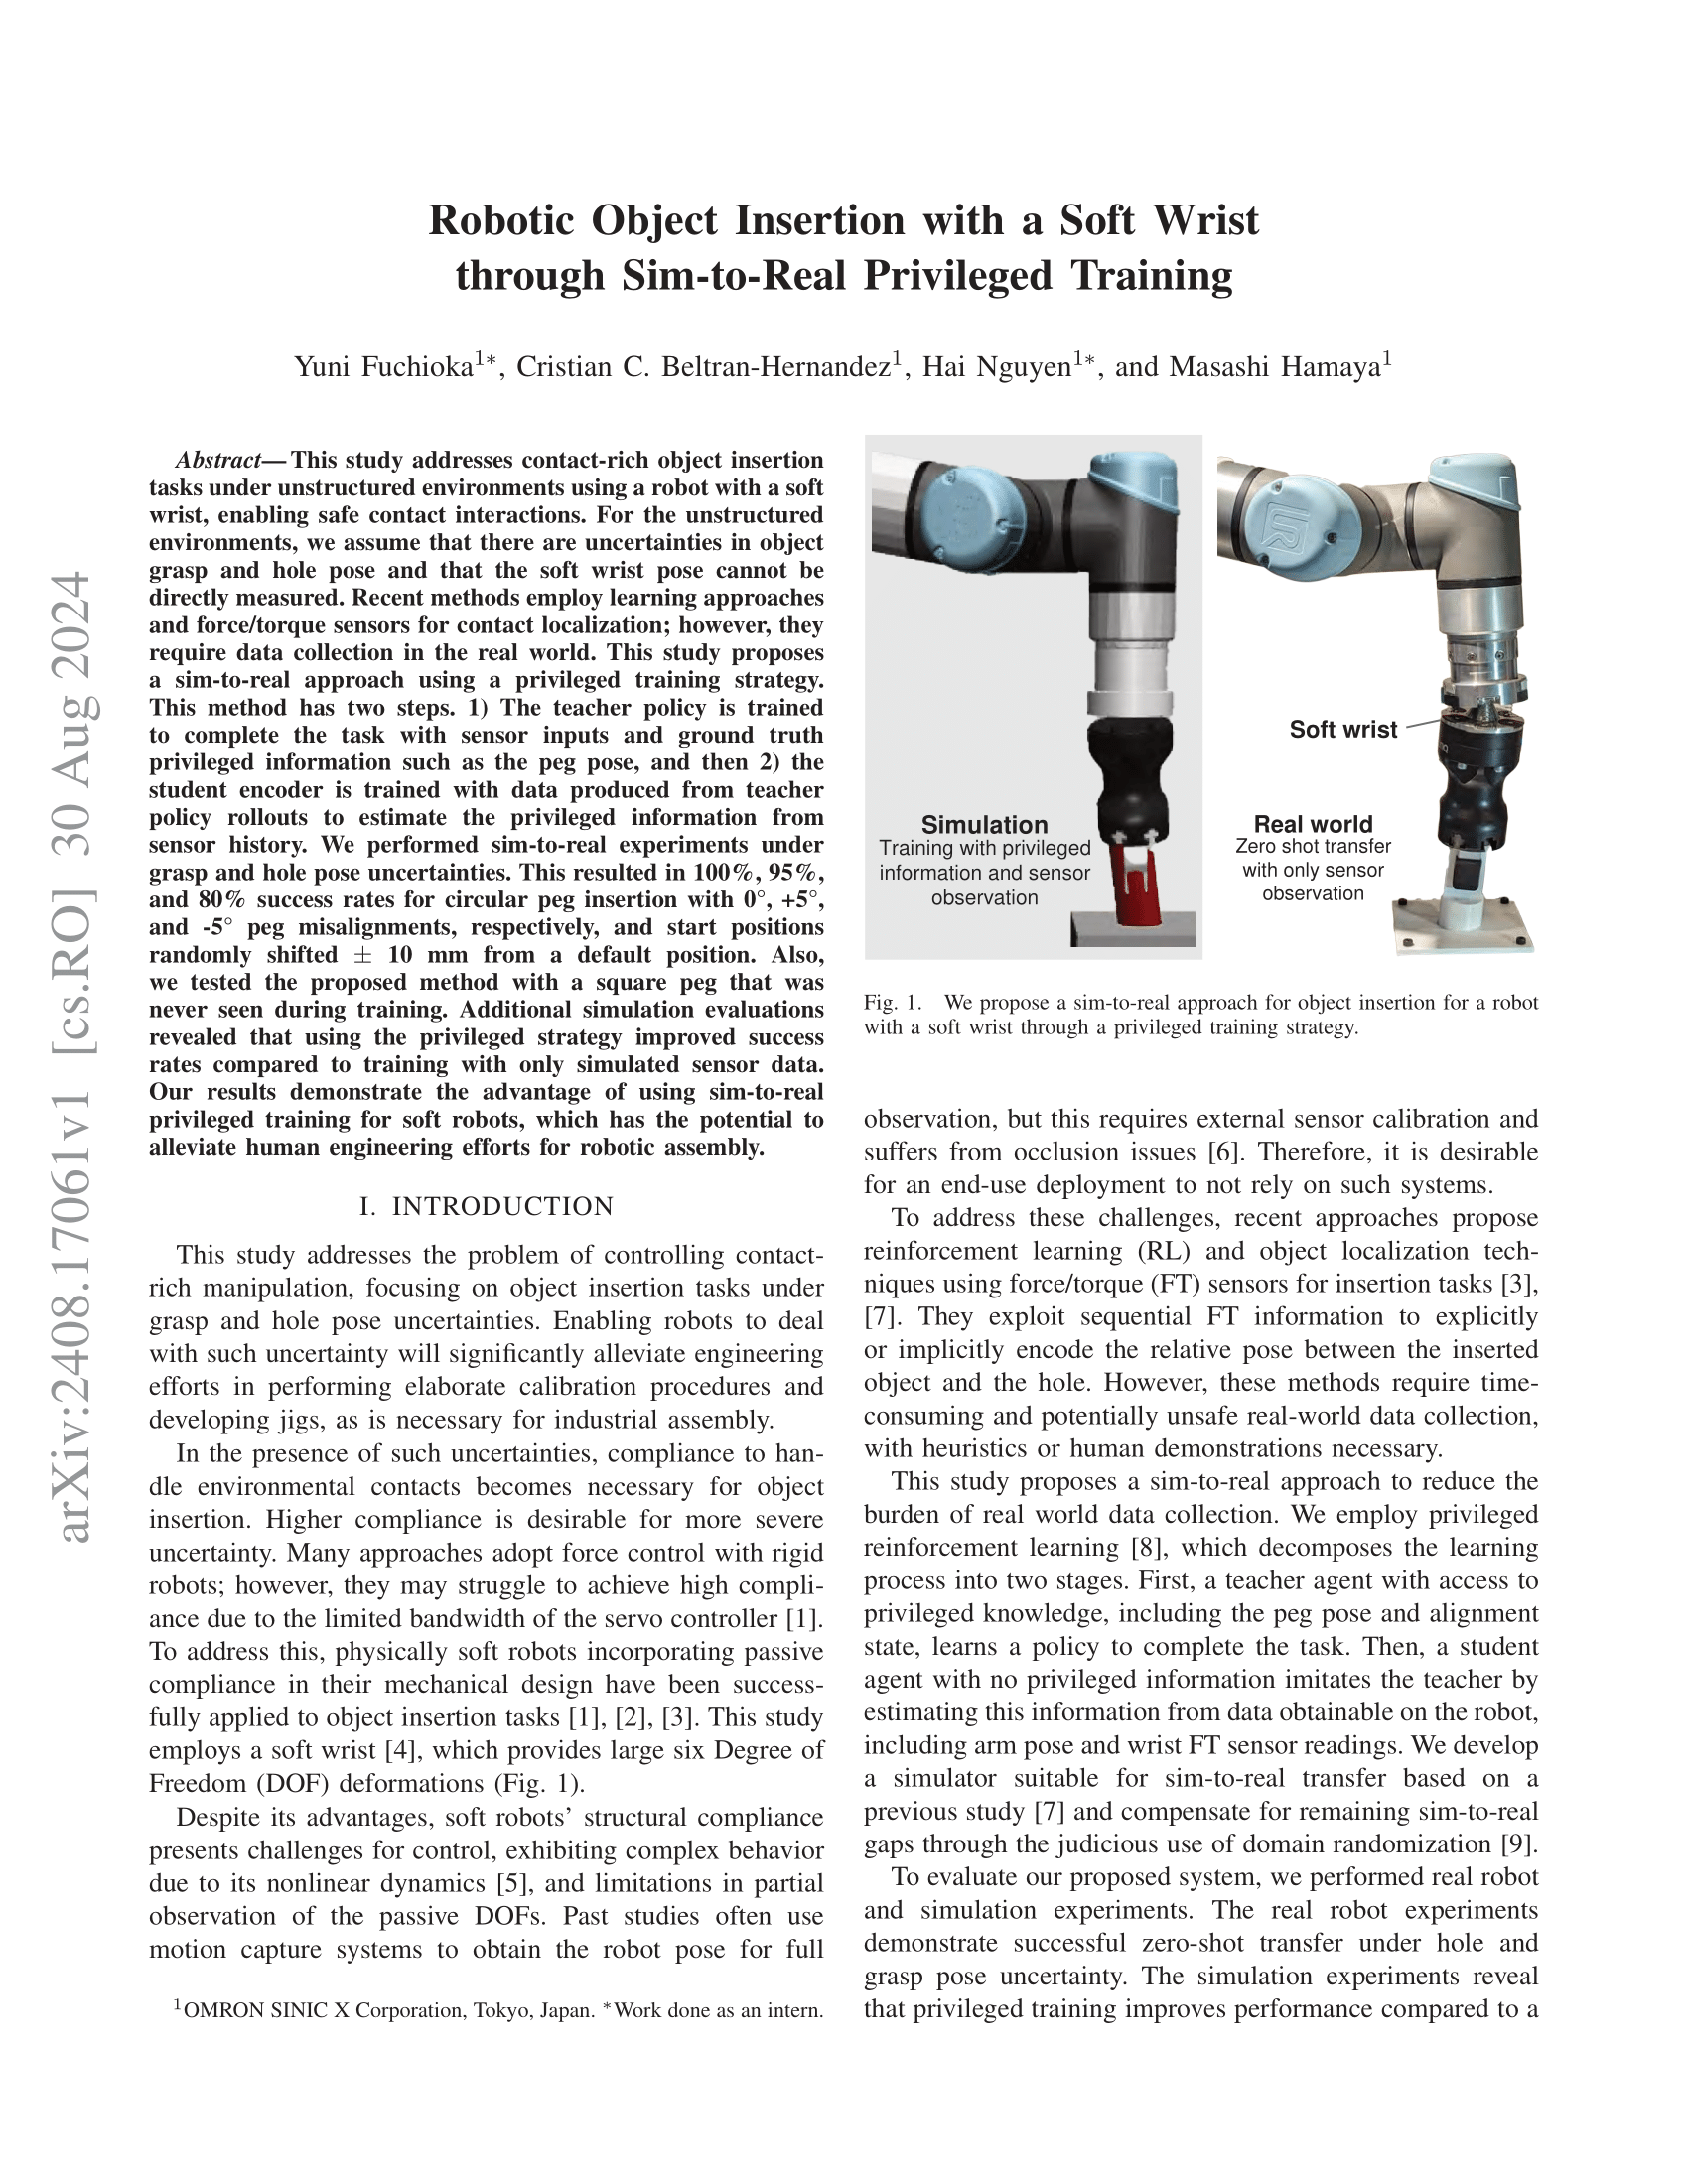 Robotic Object Insertion with a Soft Wrist
through Sim-to-Real Privileged Training
Yuni Fuchioka1*, Cristian C. Beltran-Hernandez1, Hai Nguyen1*, and Masashi Hamaya1
arXiv:2408.17061v1 [cs.RO] 30 Aug 2024
Abstract— This study addresses contact-rich object insertion
tasks under unstructured environments using a robot with a soft
wrist, enabling safe contact interactions. For the unstructured
environments, we assume that there are uncertainties in object
grasp and hole pose and that the soft wrist pose cannot be
directly measured. Recent methods employ learning approaches
and force/torque sensors for contact localization; however, they
require data collection in the real world. This study proposes
a sim-to-real approach using a privileged training strategy.
This method has two steps. 1) The teacher policy is trained
to complete the task with sensor inputs and ground truth
privileged information such as the peg pose, and then 2) the
student encoder is trained with data produced from teacher
policy rollouts to estimate the privileged information from
sensor history. We performed sim-to-real experiments under
grasp and hole pose uncertainties. This resulted in 100%, 95%,
and 80% success rates for circular peg insertion with 0°, +5°,
and -5° peg misalignments, respectively, and start positions
randomly shifted ± 10 mm from a default position. Also,
we tested the proposed method with a square peg that was
never seen during training. Additional simulation evaluations
revealed that using the privileged strategy improved success
rates compared to training with only simulated sensor data.
Our results demonstrate the advantage of using sim-to-real
privileged training for soft robots, which has the potential to
alleviate human engineering efforts for robotic assembly.
I. INTRODUCTION
This study addresses the problem of controlling contact-
rich manipulation, focusing on object insertion tasks under
grasp and hole pose uncertainties. Enabling robots to deal
with such uncertainty will significantly alleviate engineering
efforts in performing elaborate calibration procedures and
developing jigs, as is necessary for industrial assembly.
In the presence of such uncertainties, compliance to han-
dle environmental contacts becomes necessary for object
insertion. Higher compliance is desirable for more severe
uncertainty. Many approaches adopt force control with rigid
robots; however, they may struggle to achieve high compli-
ance due to the limited bandwidth of the servo controller [1].
To address this, physically soft robots incorporating passive
compliance in their mechanical design have been success-
fully applied to object insertion tasks [1], [2], [3]. This study
employs a soft wrist [4], which provides large six Degree of
Freedom (DOF) deformations (Fig. 1).
Despite its advantages, soft robots' structural compliance
presents challenges for control, exhibiting complex behavior
due to its nonlinear dynamics [5], and limitations in partial
observation of the passive DOFs. Past studies often use
motion capture systems to obtain the robot pose for full
1OMRON SINIC X Corporation, Tokyo, Japan. *Work done as an intern.
Soft wrist
Simulation
Training with privileged
information and sensor
observation
Real world
Zero shot transfer
with only sensor
observation
Fig. 1. We propose a sim-to-real approach for object insertion for a robot
with a soft wrist through a privileged training strategy.
observation, but this requires external sensor calibration and
suffers from occlusion issues [6]. Therefore, it is desirable
for an end-use deployment to not rely on such systems.
To address these challenges, recent approaches propose
reinforcement learning (RL) and object localization tech-
niques using force/torque (FT) sensors for insertion tasks [3],
[7]. They exploit sequential FT information to explicitly
or implicitly encode the relative pose between the inserted
object and the hole. However, these methods require time-
consuming and potentially unsafe real-world data collection,
with heuristics or human demonstrations necessary.
This study proposes a sim-to-real approach to reduce the
burden of real world data collection. We employ privileged
reinforcement learning [8], which decomposes the learning
process into two stages. First, a teacher agent with access to
privileged knowledge, including the peg pose and alignment
state, learns a policy to complete the task. Then, a student
agent with no privileged information imitates the teacher by
estimating this information from data obtainable on the robot,
including arm pose and wrist FT sensor readings. We develop
a simulator suitable for sim-to-real transfer based on a
previous study [7] and compensate for remaining sim-to-real
gaps through the judicious use of domain randomization [9].
To evaluate our proposed system, we performed real robot
and simulation experiments. The real robot experiments
demonstrate successful zero-shot transfer under hole and
grasp pose uncertainty. The simulation experiments reveal
that privileged training improves performance compared to a